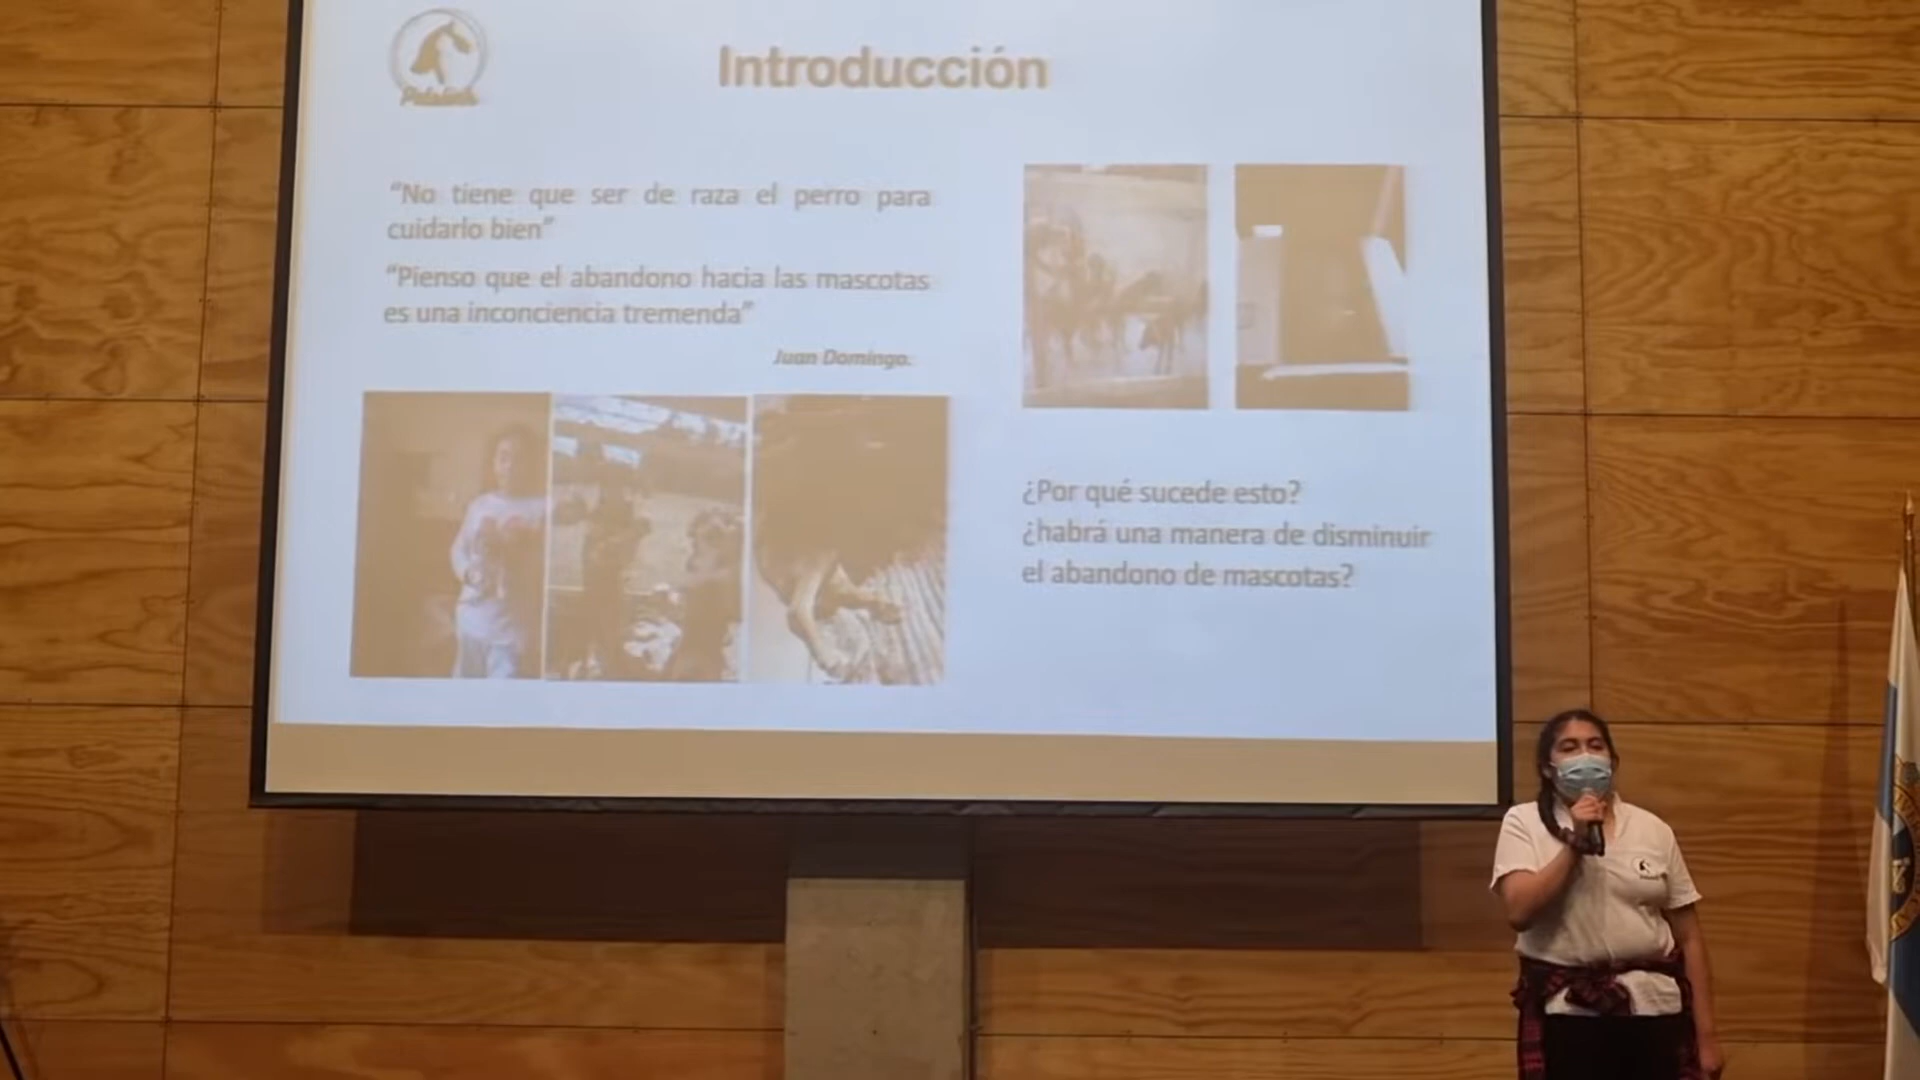 Introducción
“No tiene que ser de raza el perro para
cuidarlo bien”
“Pienso que el abandono hacia las mascotas
es una inconciencia tremenda”
Juan Domingo.
¿Por qué sucede esto?
¿habrá una manera de disminuir
el abandono de mascotas?